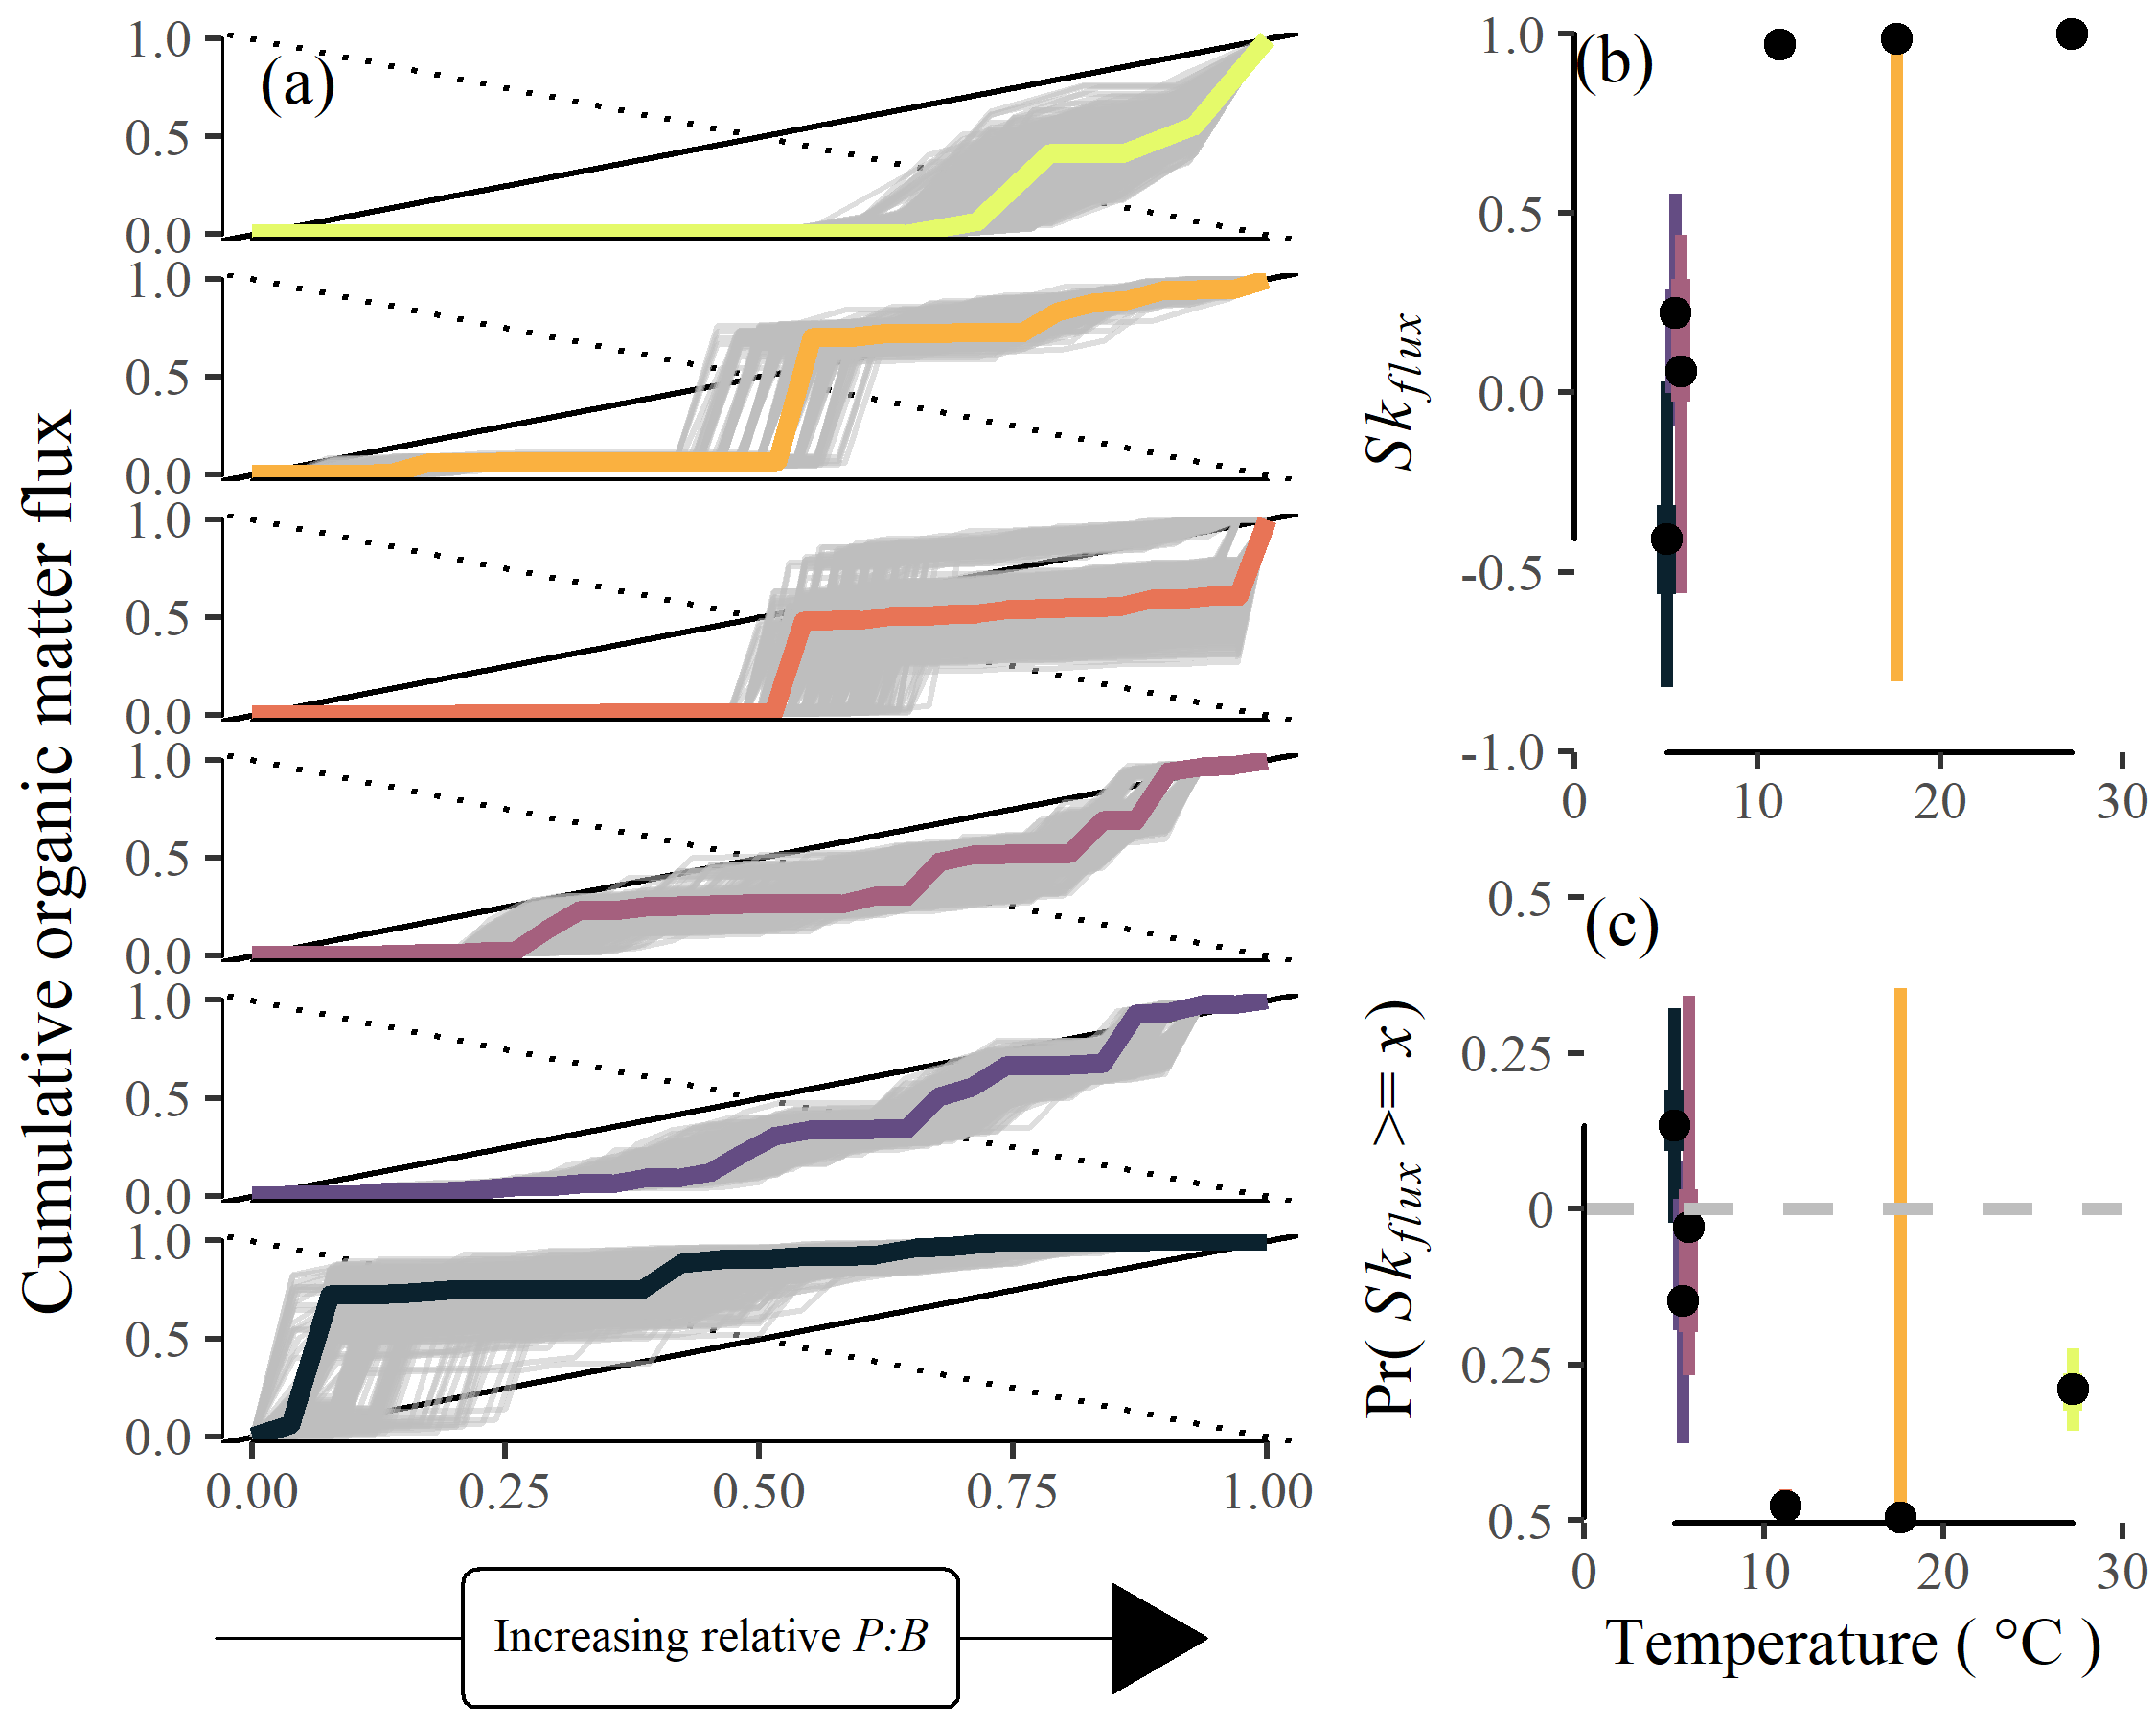 Cumulative organic matter flux
(a)
1.0
0.5
0.0
1.0
0.5
0.0
1.0
0.5
0.0
1.0
0.5
0.0
1.0
0.5
0.0
1.0
0.5
0.0
0.00 0.25 0.50 0.75 1.00
Increasing relative P:B
(b)
Sk flux
1.0
0.5
0.0
-0.5
-1.0
0 10 20 30
(c)
Pr( Sk flux >= x )
0.5
0.25
0
0.25
0.5
0 10 20 30
Temperature ( °C )